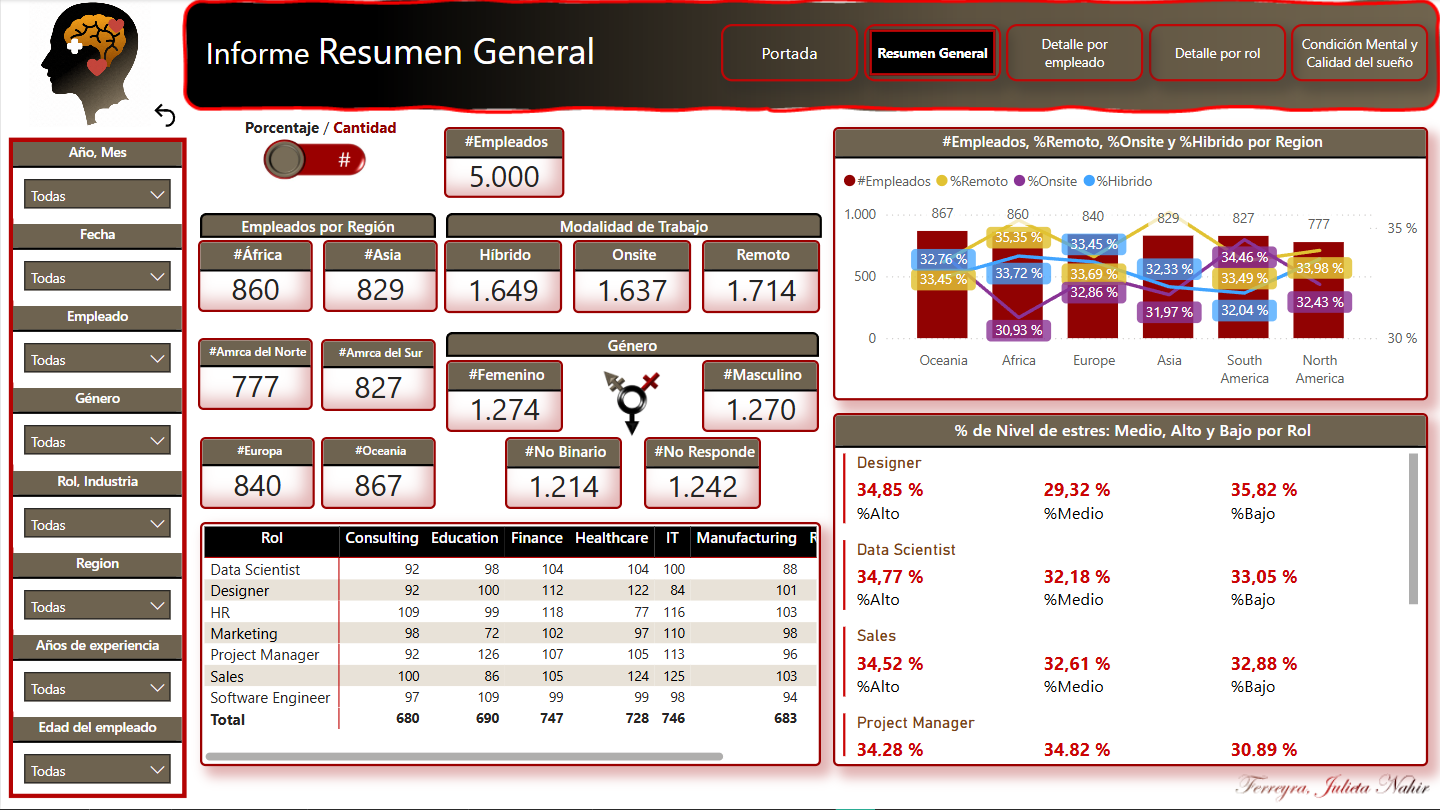 Informe Resumen General
Portada
Resumen General
Detalle por
empleado
Detalle por rol
Condición Mental y
Calidad del sueño
Año, Mes
Todas
Fecha
Todas
Empleado
Todas
Género
Todas
Rol, Industria
Todas
Region
Todas
Años de experiencia
Todas
Edad del empleado
Todas
Porcentaje / Cantidad
#
#Empleados
5.000
Empleados por Región
#África
860
#Asia
829
#Amrca del Norte
777
#Amrca del Sur
827
#Europa
840
#Oceania
867
Modalidad de Trabajo
Híbrido
1.649
Onsite
1.637
Remoto
1.714
Género
#Femenino
1.274
#Masculino
1.270
#No Binario
1.214
#No Responde
1.242
Rol Consulting Education Finance Healthcare IT Manufacturing R
Data Scientist 92 98 104 104 100 88
Designer 92 100 112 122 84 101
HR 109 99 118 77 116 103
Marketing 98 72 102 97 110 98
Project Manager 92 126 107 105 113 96
Sales 100 86 105 124 125 103
Software Engineer 97 109 99 99 98 94
Total 680 690 747 728 746 683
#Empleados, %Remoto, %Onsite y %Hibrido por Region
#Empleados %Remoto %Onsite %Hibrido
1.000
500
0
35 %
30 %
867 860 840 829 827 777
32,76 %
33,45 %
35,35 %
33,72 %
30,93 %
33,45 %
33,69 %
32,86 %
32,33 %
31,97 %
34,46 %
33,49 %
32,04 %
33,98 %
32,43 %
Oceania
Africa
Europe
Asia
South
America
North
America
% de Nivel de estres: Medio, Alto y Bajo por Rol
Designer
34,85 % 29,32 % 35,82 %
%Alto %Medio %Bajo
Data Scientist
34,77 % 32,18 % 33,05 %
%Alto %Medio %Bajo
Sales
34,52 % 32,61 % 32,88 %
%Alto %Medio %Bajo
Project Manager
34,28 % 34,82 % 30,89 %
Ferreyra, Julieta Nahir